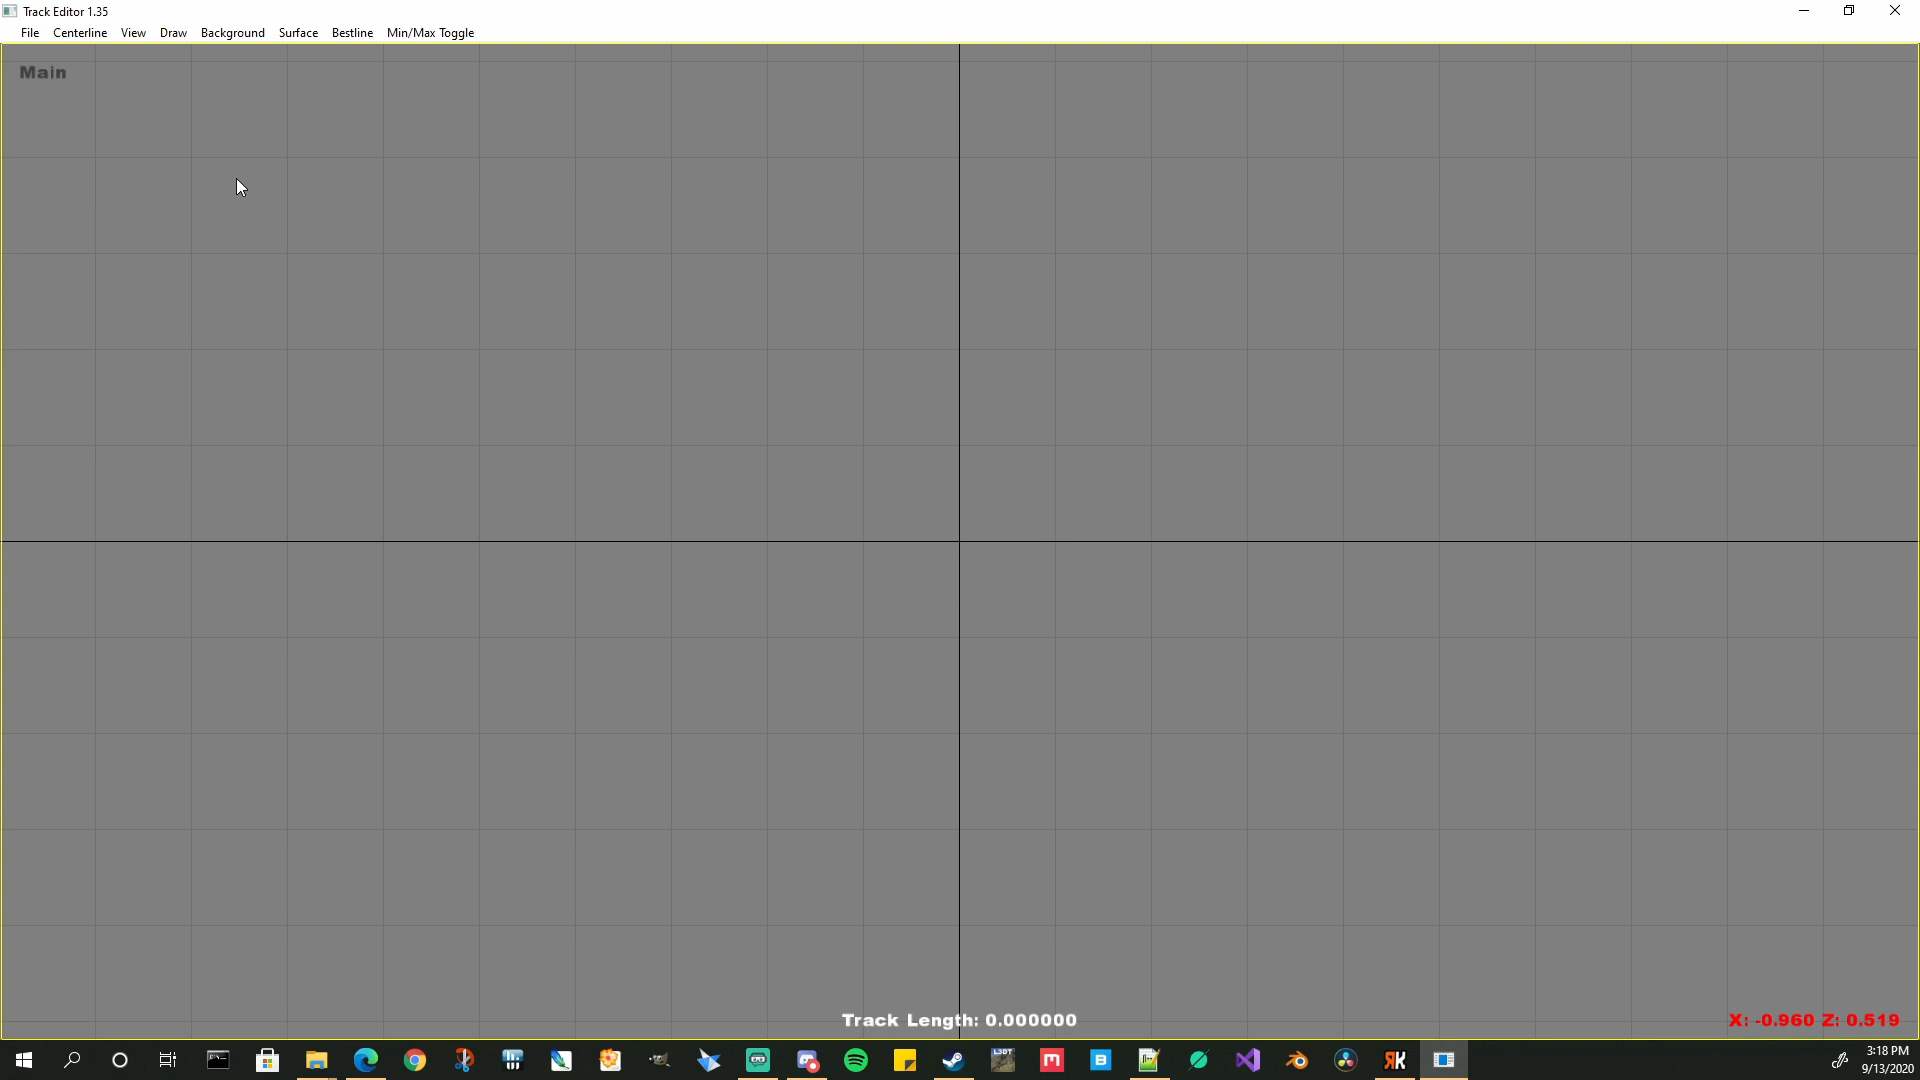 Track Editor 1.35
File Centerline View Draw Background Surface Bestline Min/Max Toggle
Main
Track Length: 0.000000
X: -0.960 Z: 0.519
L3DT
3:18 PM
9/13/2020